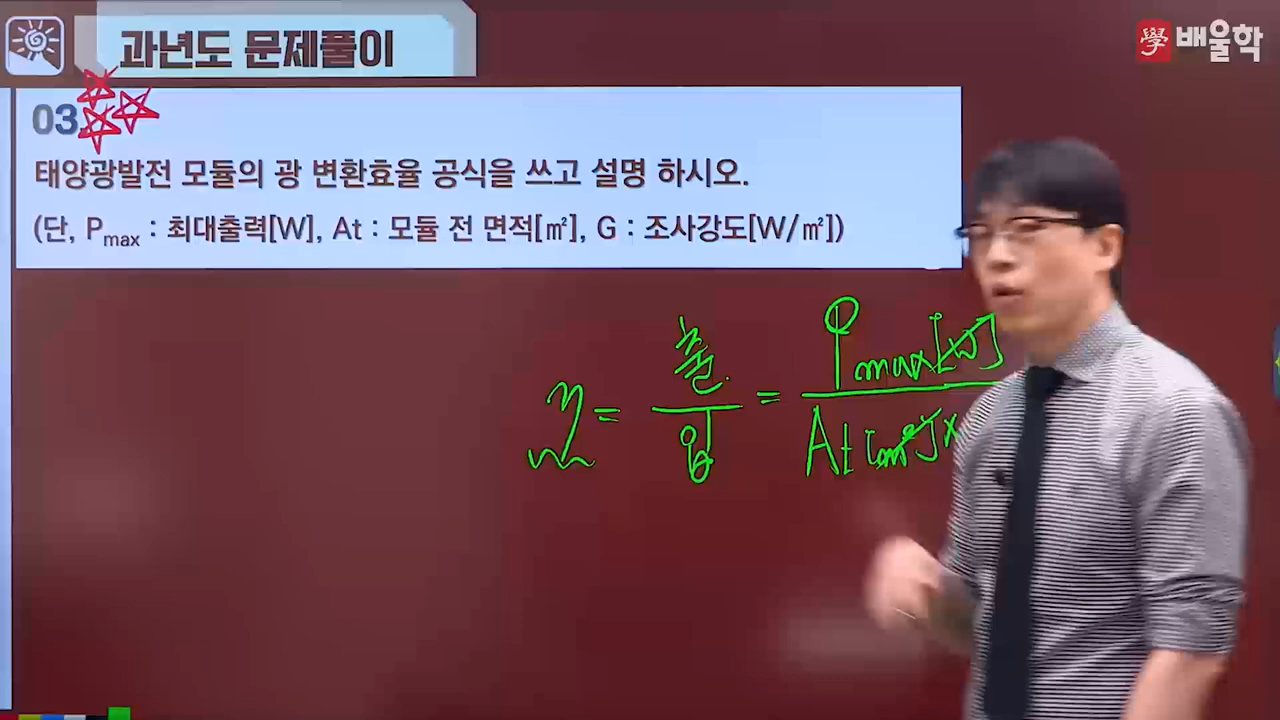 과년도 문제풀이
學 배울학
03.
태양광발전 모듈의 광 변환효율 공식을 쓰고 설명 하시오.
(단, Pmax : 최대출력[W], At : 모듈 전 면적[㎡], G : 조사강도[W/㎡])
η = 출/입 = Pmax[W]/At[m²]×